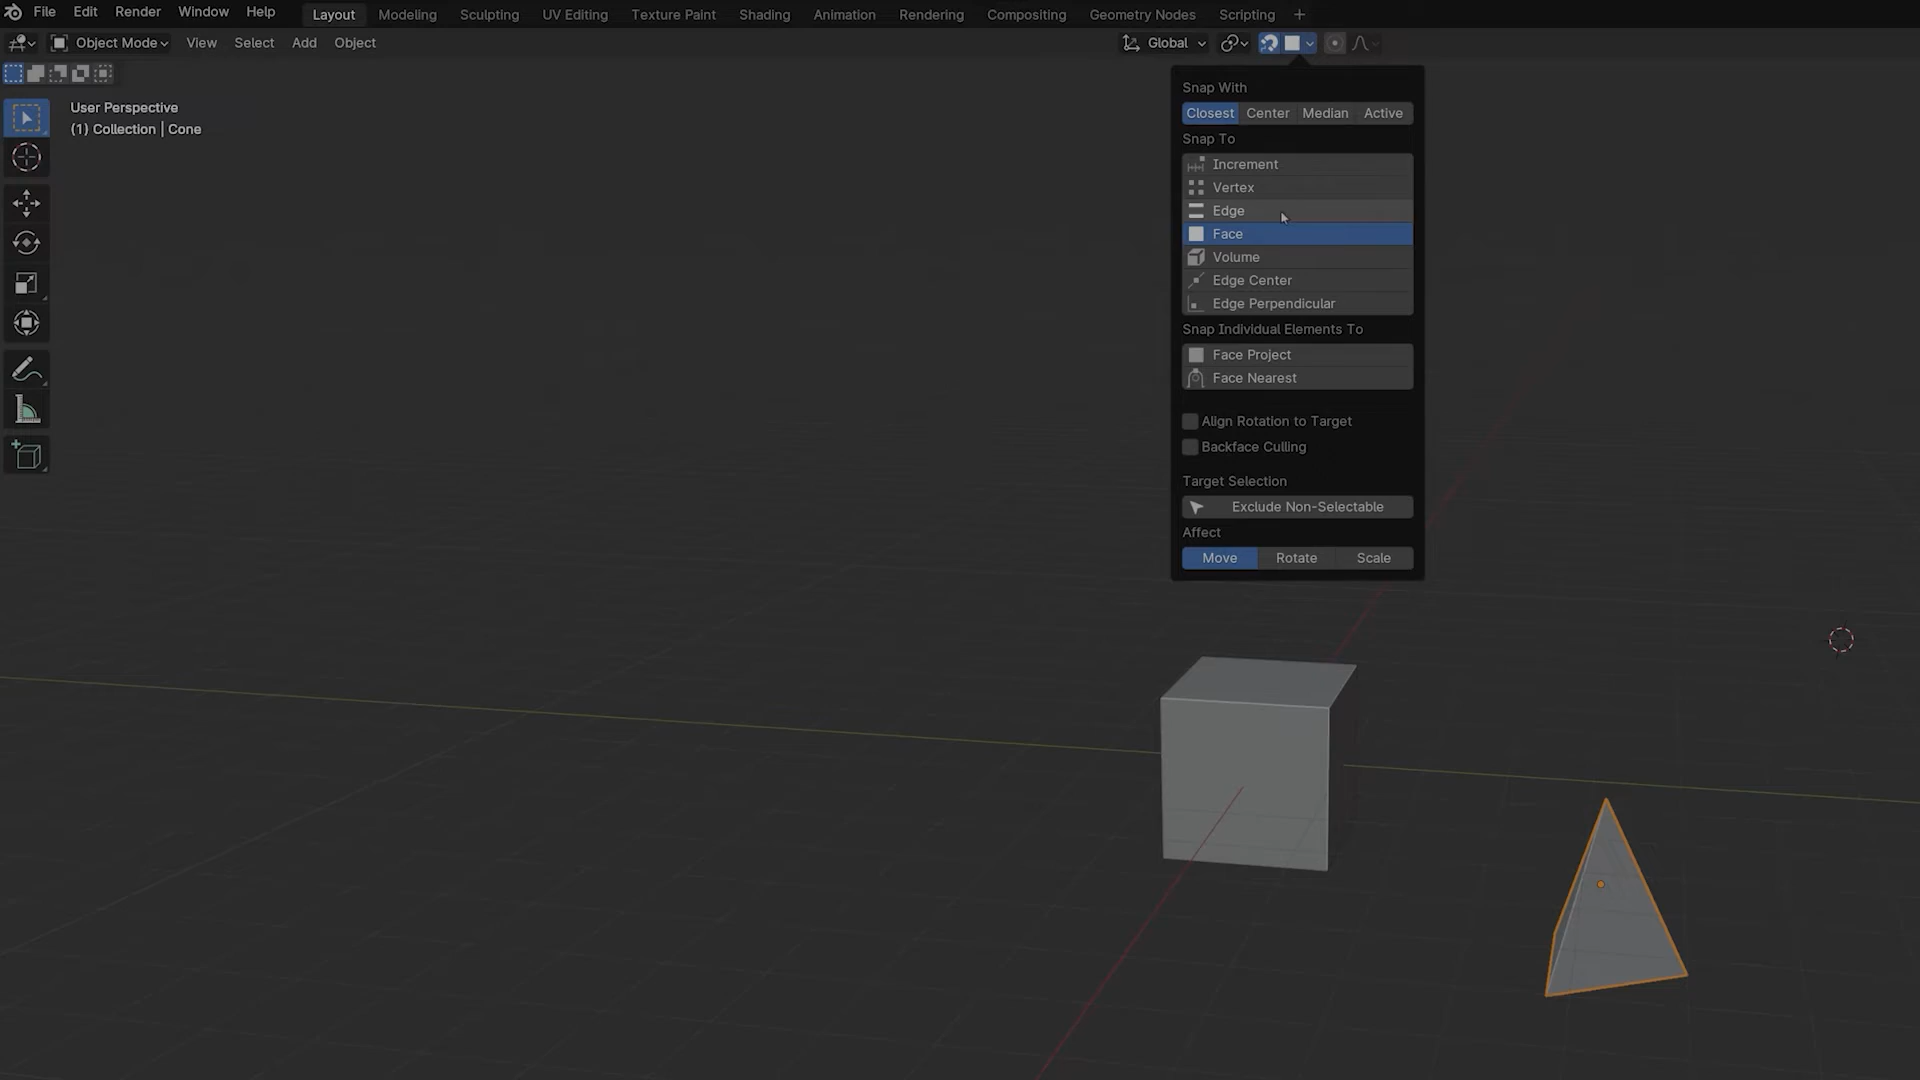 File Edit Render Window Help Layout Modeling Sculpting UV Editing Texture Paint Shading Animation Rendering Compositing Geometry Nodes Scripting +
Object Mode View Select Add Object Global
User Perspective
(1) Collection | Cone
Snap With
Closest Center Median Active
Snap To
Increment
Vertex
Edge
Face
Volume
Edge Center
Edge Perpendicular
Snap Individual Elements To
Face Project
Face Nearest
Align Rotation to Target
Backface Culling
Target Selection
Exclude Non-Selectable
Affect
Move Rotate Scale